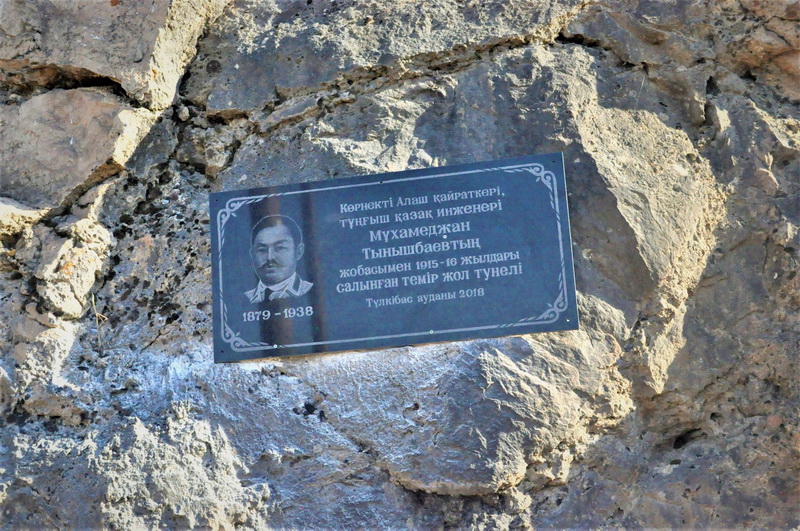 Көрнекті Алаш қайраткері,
тұңғыш қазақ инженері
Мұхамеджан
Тынышбаевтың
жобасымен 1915-16 жылдары
салынған темір жол тунелі
Түлкібас ауданы 2018
1879 - 1938